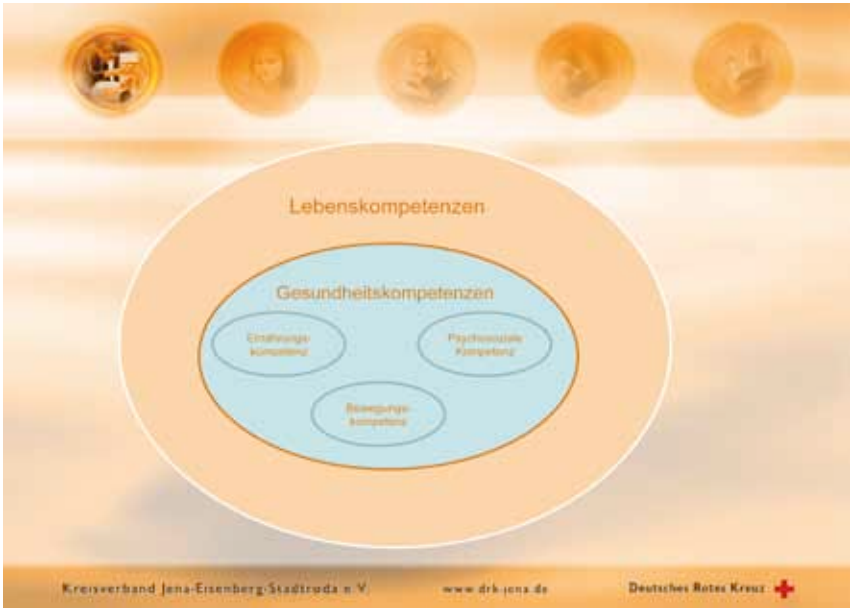 Lebenskompetenzen
Gesundheitskompetenzen
Ernährungs-
kompetenz
Psychosoziale
Kompetenz
Bewegungs-
kompetenz
Kreisverband Jena-Eisenberg-Stadtroda e.V.
www.drk-jena.de
Deutsches Rotes Kreuz